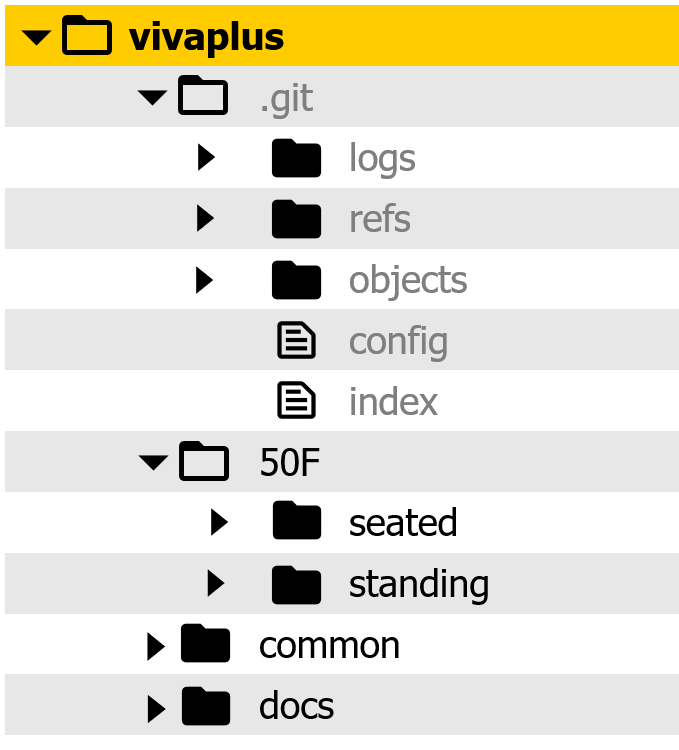 vivaplus
.git
logs
refs
objects
config
index
50F
seated
standing
common
docs